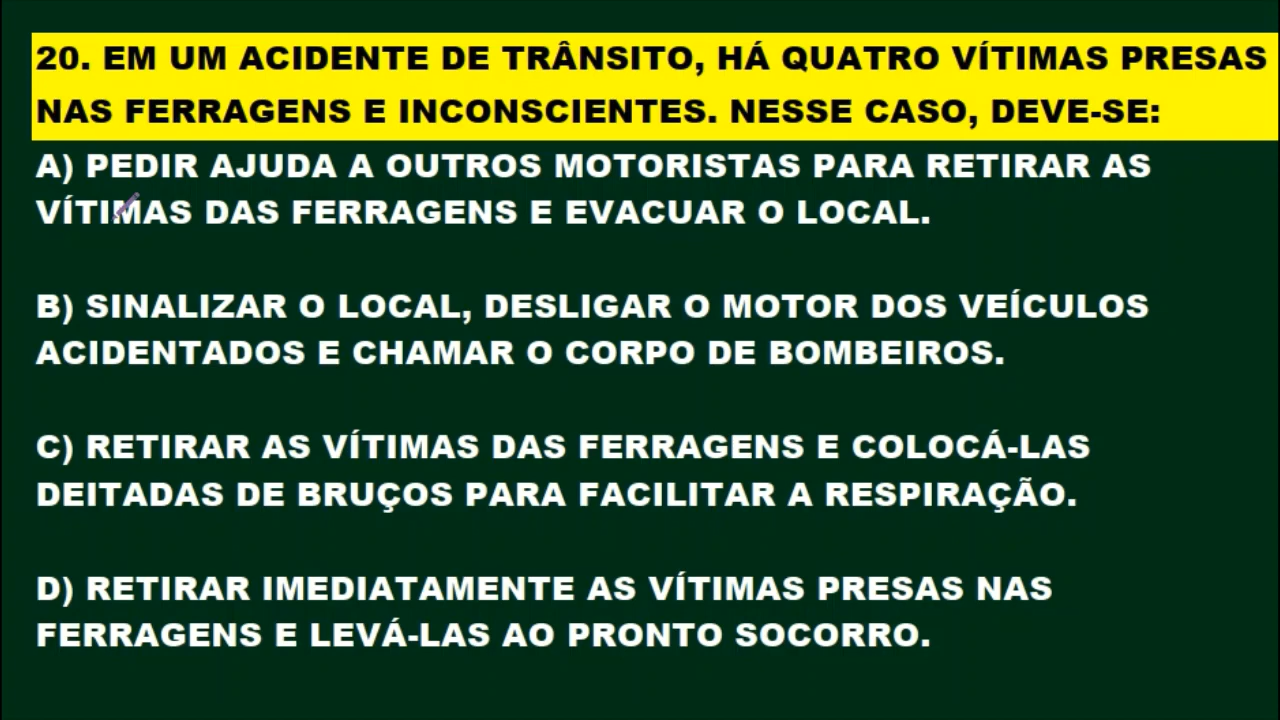 20. EM UM ACIDENTE DE TRÂNSITO, HÁ QUATRO VÍTIMAS PRESAS
NAS FERRAGENS E INCONSCIENTES. NESSE CASO, DEVE-SE:
A) PEDIR AJUDA A OUTROS MOTORISTAS PARA RETIRAR AS
VÍTIMAS DAS FERRAGENS E EVACUAR O LOCAL.
B) SINALIZAR O LOCAL, DESLIGAR O MOTOR DOS VEÍCULOS
ACIDENTADOS E CHAMAR O CORPO DE BOMBEIROS.
C) RETIRAR AS VÍTIMAS DAS FERRAGENS E COLOCÁ-LAS
DEITADAS DE BRUÇOS PARA FACILITAR A RESPIRAÇÃO.
D) RETIRAR IMEDIATAMENTE AS VÍTIMAS PRESAS NAS
FERRAGENS E LEVÁ-LAS AO PRONTO SOCORRO.